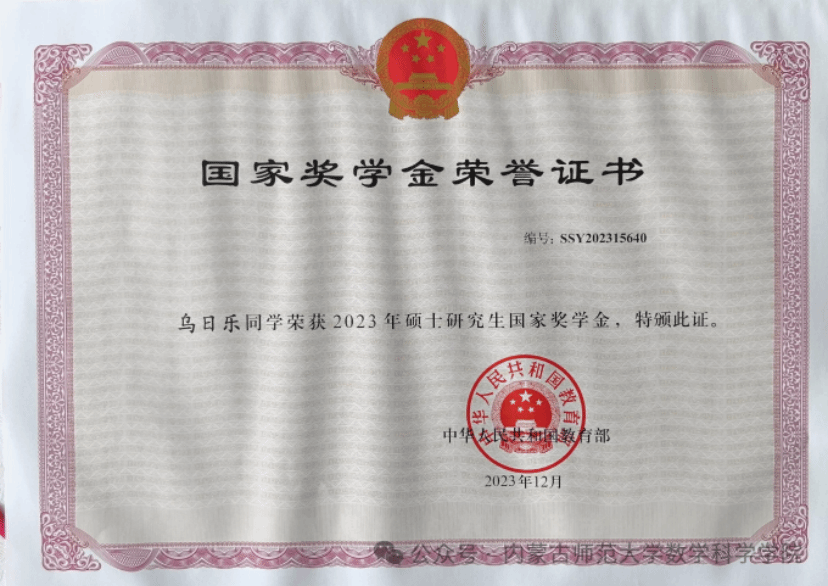 国家奖学金荣誉证书
编号: SSY202315640
乌日乐同学荣获2023年硕士研究生国家奖学金，特颁此证。
中华人民共和国教育部
中华人民共和国教育部
2023年12月
公众号·内蒙古师范大学数学科学学院